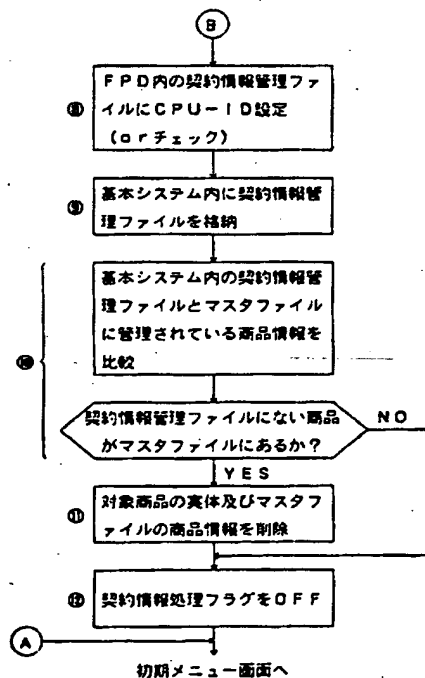 B
FPD内の契約情報管理ファ
⑧
イルにCPU-ID設定
(orチェック)
基本システム内に契約情報管
⑨
理ファイルを格納
基本システム内の契約情報管
理ファイルとマスタファイル
に管理されている商品情報を
⑩
比較
契約情報管理ファイルにない商品
NO
がマスタファイルにあるか?
YES
対象商品の実体及びマスタフ
⑪
ァイルの商品情報を削除
⑫
契約情報処理フラグをOFF
A
初期メニュー画面へ